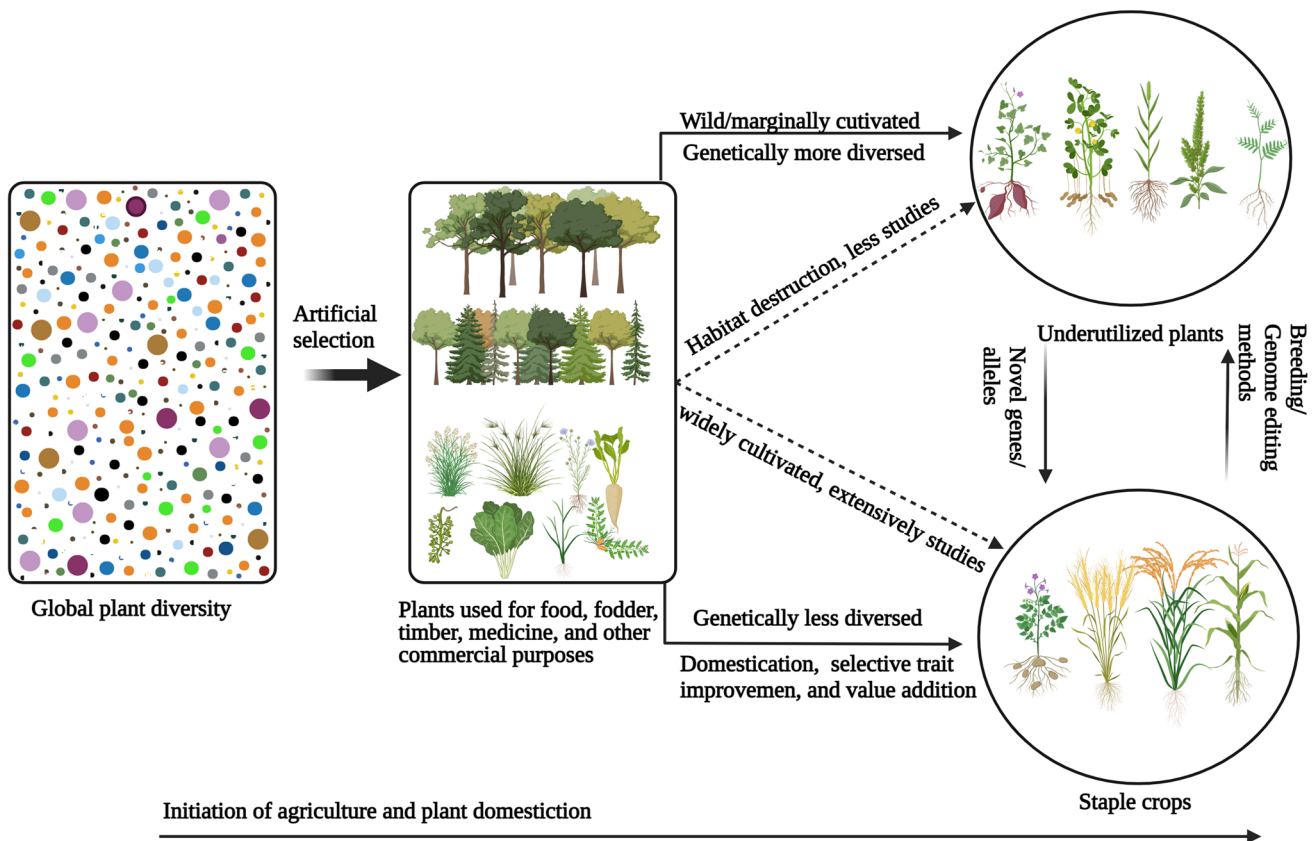 Wild/marginally cutivated
Genetically more diversed
Habitat destruction, less studies
Artificial
selection
Underutilized plants
Novel genes/
alleles
Breeding/
Genome editing
methods
widely cultivated, extensively studies
Global plant diversity
Plants used for food, fodder,
timber, medicine, and other
commercial purposes
Genetically less diversed
Domestication, selective trait
improvemen, and value addition
Staple crops
Initiation of agriculture and plant domestiction